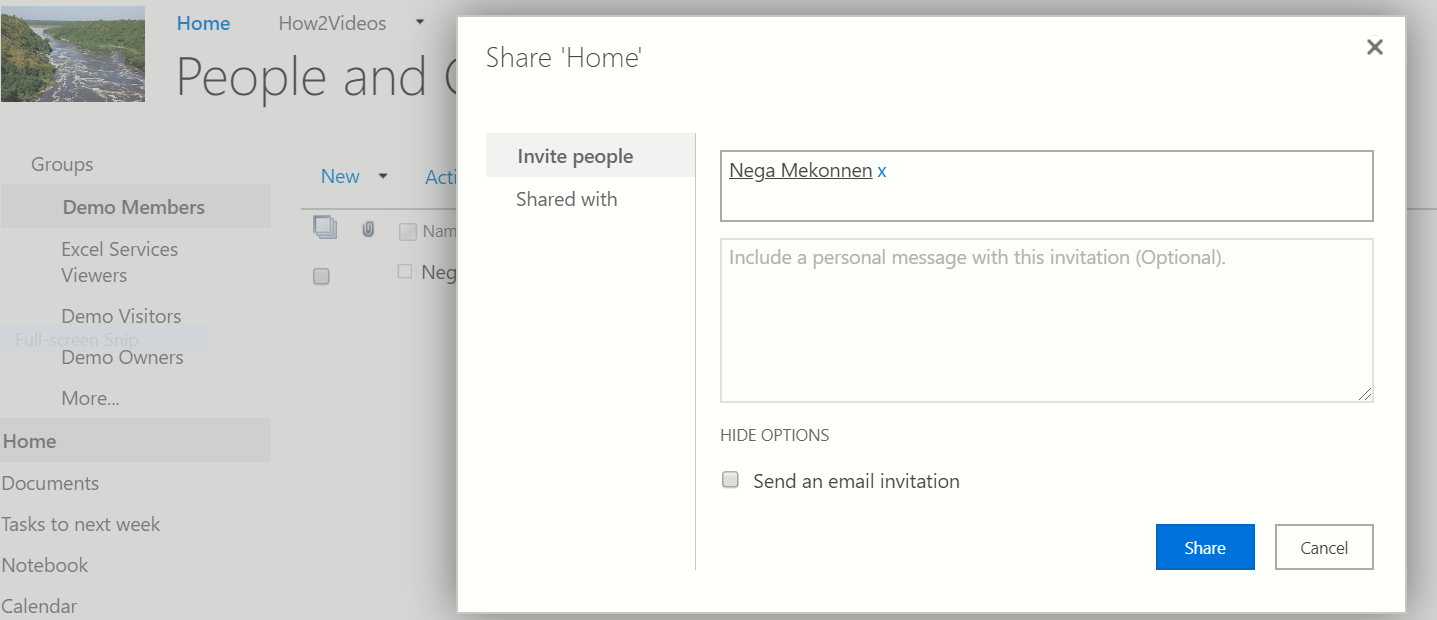 Home How2Videos
People and
Groups
Demo Members
Excel Services
Viewers
Demo Visitors
Full-screen Snip
Demo Owners
More...
Home
Documents
Tasks to next week
Notebook
Calendar
New Acti
Nam
Neg
Share 'Home'
Invite people
Shared with
Nega Mekonnen x
Include a personal message with this invitation (Optional).
HIDE OPTIONS
Send an email invitation
Share Cancel